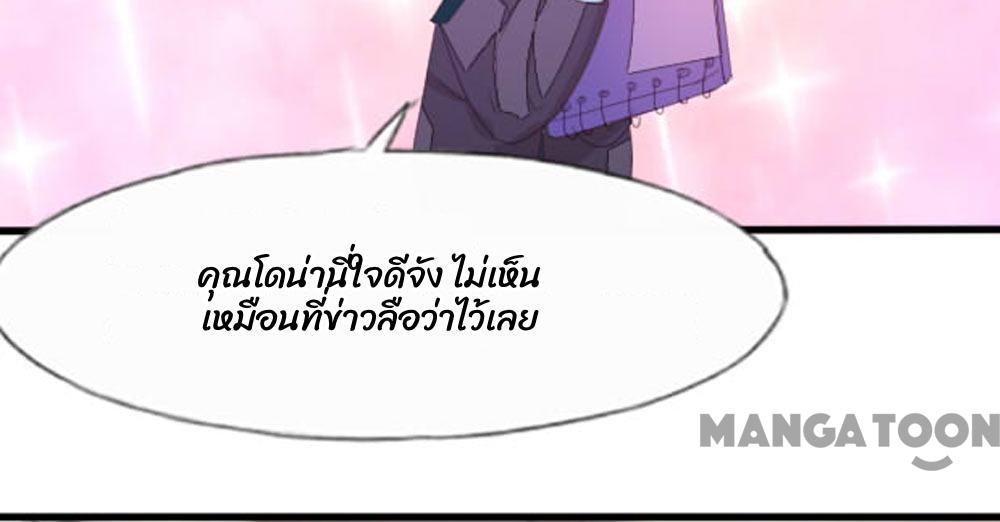 คุณโดน่านี่ใจดีจัง ไม่เห็น
เหมือนที่ข่าวลือว่าไว้เลย
MANGATOON